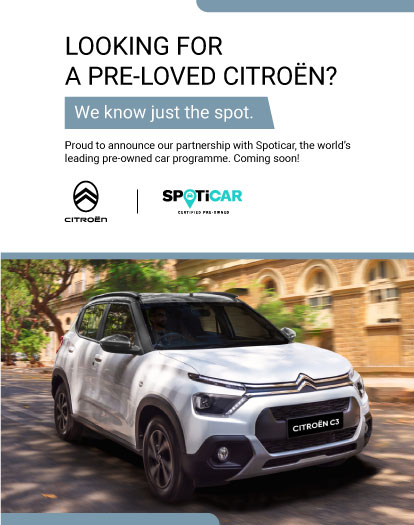 LOOKING FOR
A PRE-LOVED CITROËN?
We know just the spot.
Proud to announce our partnership with Spoticar, the world's
leading pre-owned car programme. Coming soon!
CITROËN
SPOTiCAR
CERTIFIED PRE-OWNED
CITROËN C3